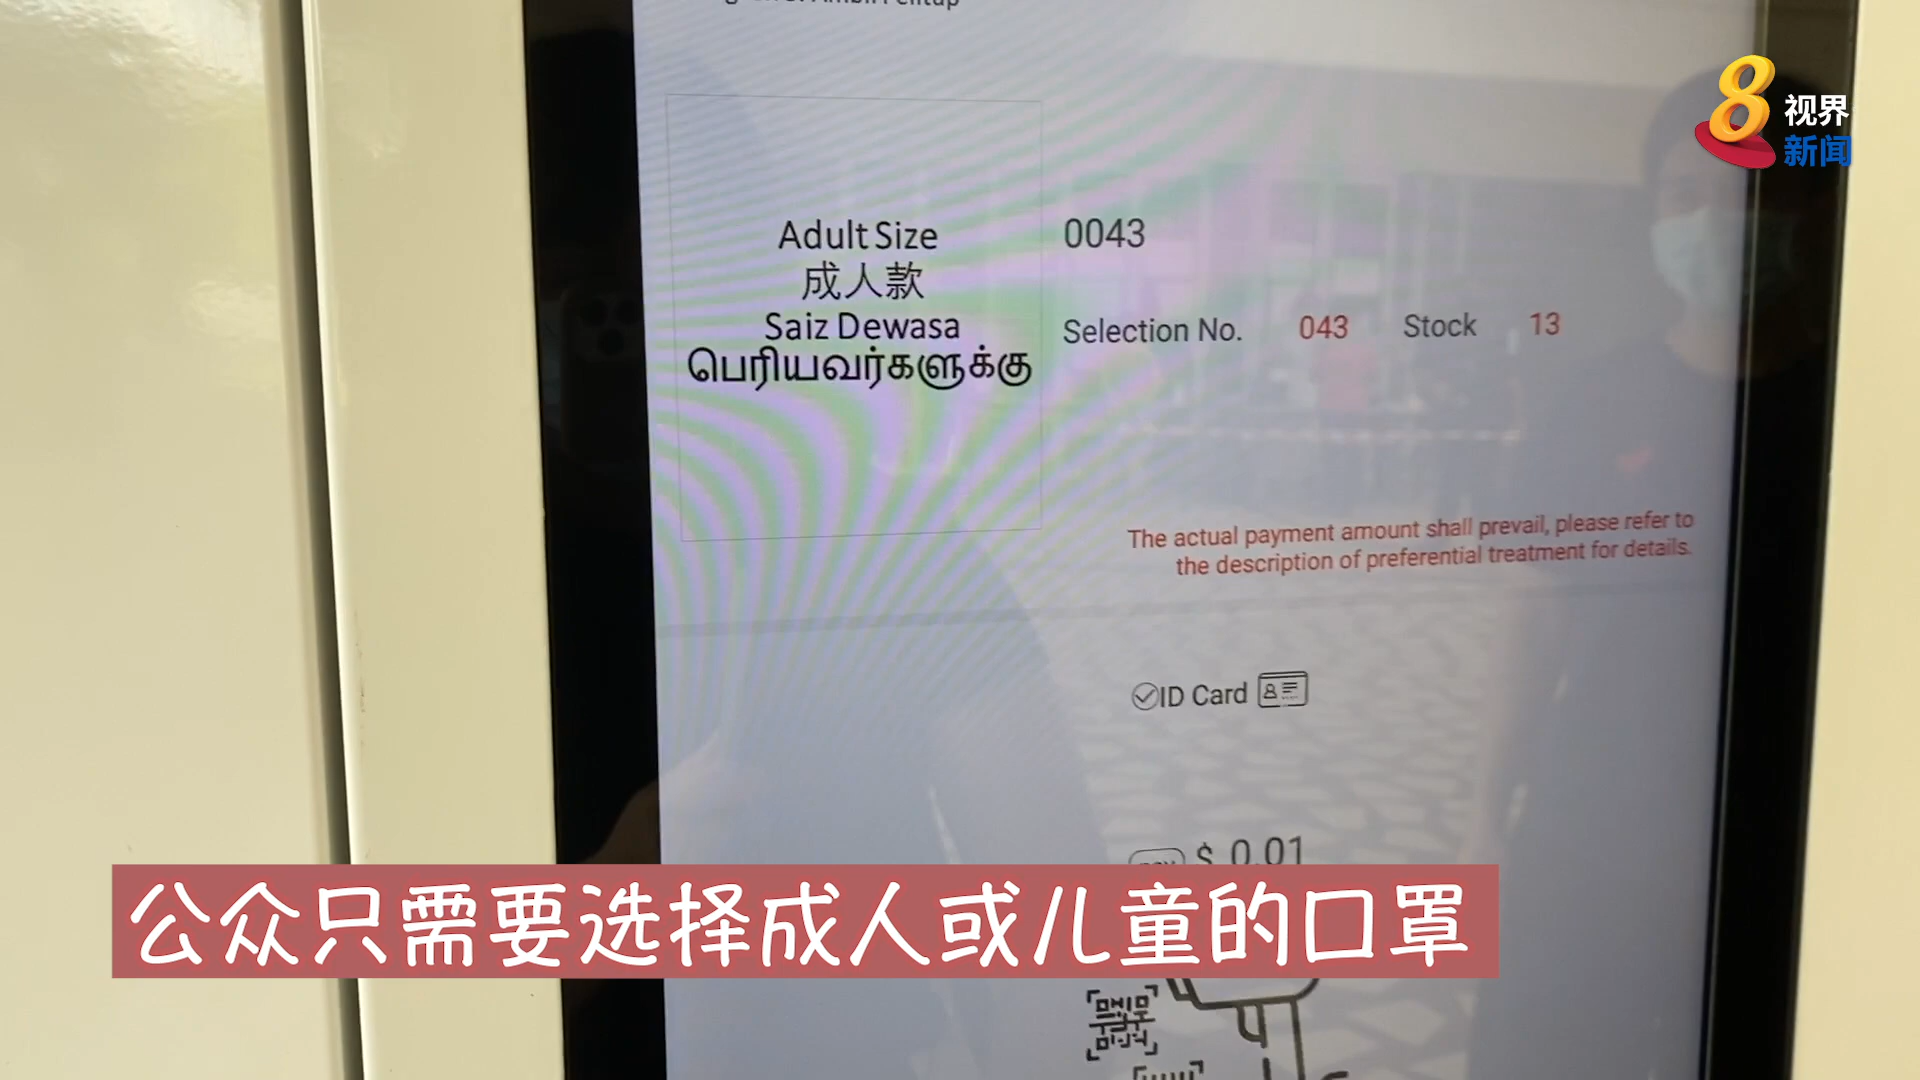 8 视界
新闻
Adult Size
成人款
Saiz Dewasa
பெரியவர்களுக்கு
0043
Selection No. 043 Stock 13
The actual payment amount shall prevail, please refer to
the description of preferential treatment for details.
ID Card
$ 0.01
公众只需要选择成人或儿童的口罩